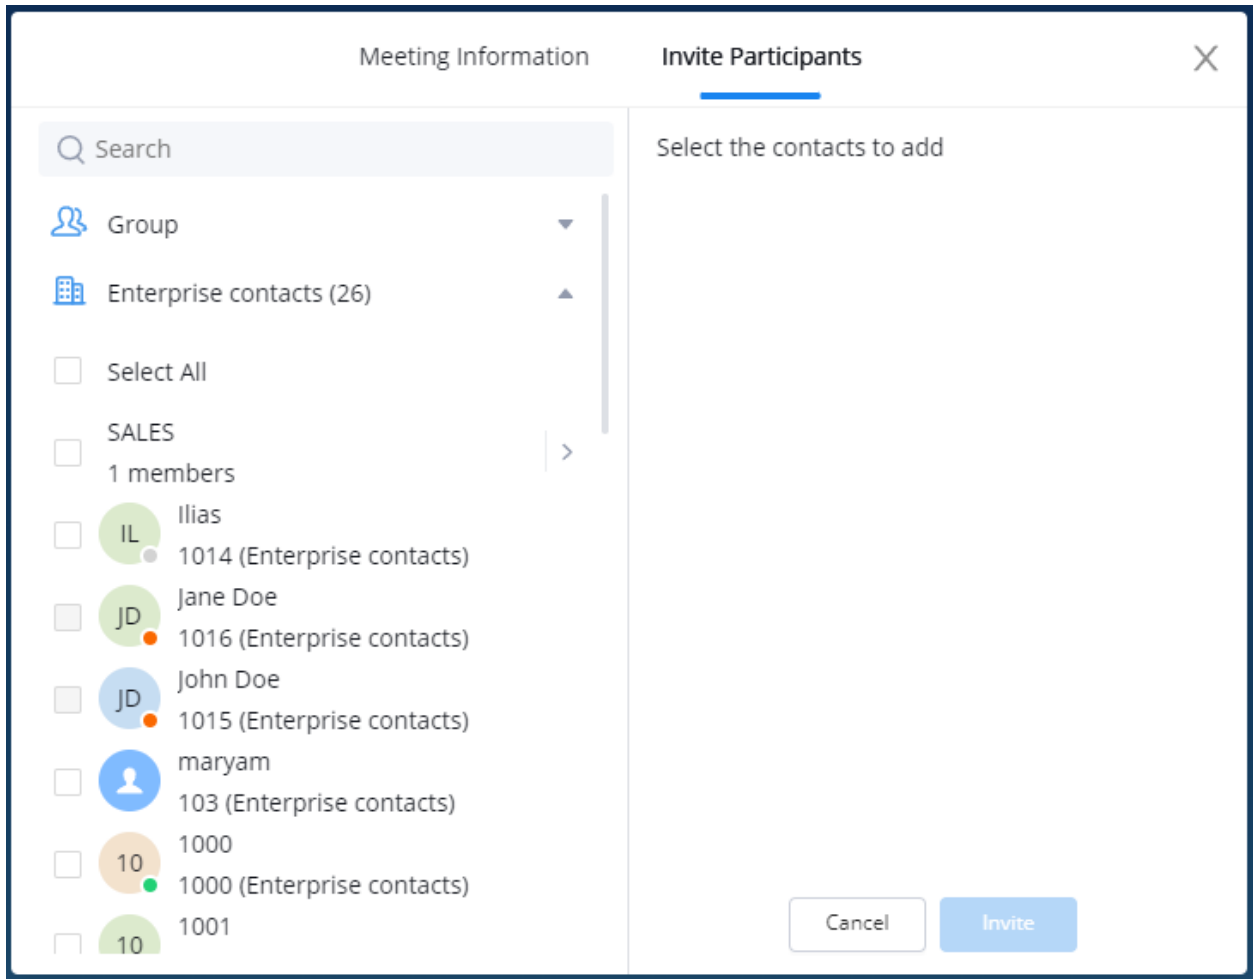 Meeting Information
Invite Participants
Search
Group
Enterprise contacts (26)
Select All
SALES
1 members
IL
Ilias
1014 (Enterprise contacts)
JD
Jane Doe
1016 (Enterprise contacts)
JD
John Doe
1015 (Enterprise contacts)
maryam
103 (Enterprise contacts)
10
1000
1000 (Enterprise contacts)
10
1001
Select the contacts to add
Cancel
Invite